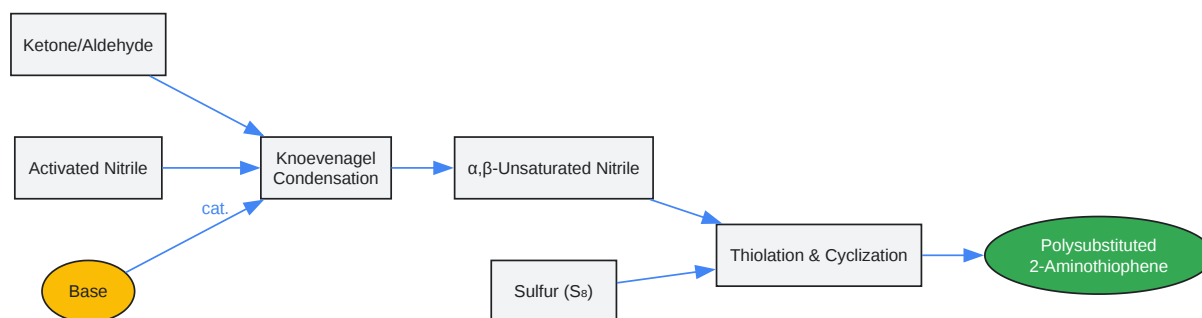 Ketone/Aldehyde
Activated Nitrile
Knoevenagel
Condensation
α,β-Unsaturated Nitrile
cat.
Base
Sulfur (S₈)
Thiolation & Cyclization
Polysubstituted
2-Aminothiophene